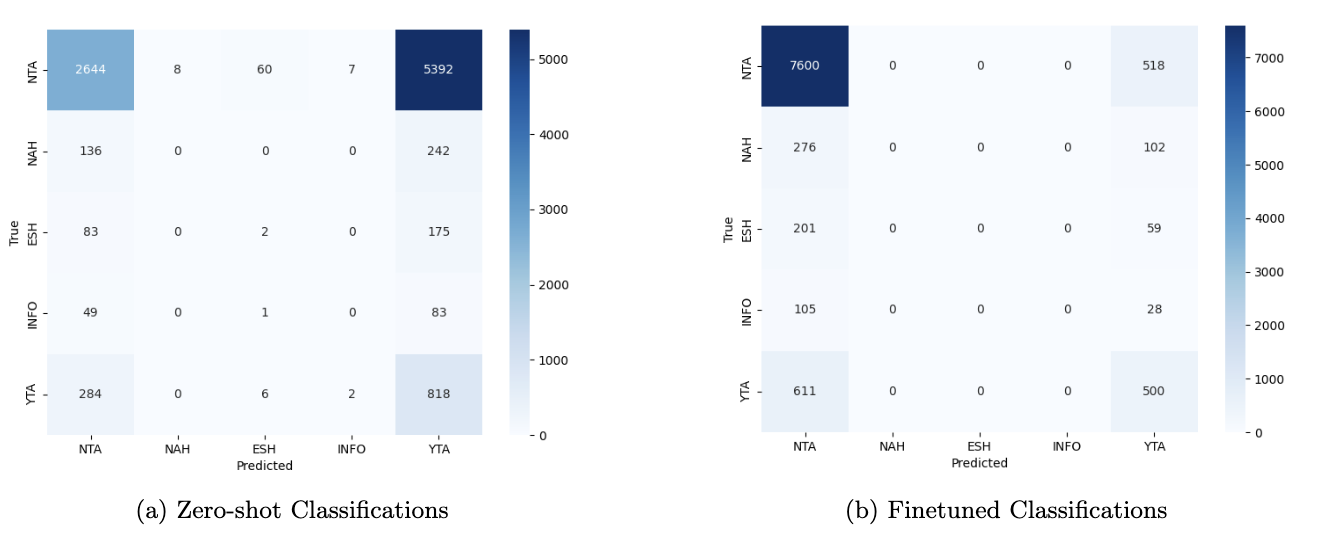 NTA 2644 8 60 7 5392
NAH 136 0 0 0 242
ESH 83 0 2 0 175
INFO 49 0 1 0 83
YTA 284 0 6 2 818
True
NTA NAH ESH INFO YTA
Predicted
5000
4000
3000
2000
1000
0
(a) Zero-shot Classifications
NTA 7600 0 0 0 518
NAH 276 0 0 0 102
ESH 201 0 0 0 59
INFO 105 0 0 0 28
YTA 611 0 0 0 500
True
NTA NAH ESH INFO YTA
Predicted
7000
6000
5000
4000
3000
2000
1000
0
(b) Finetuned Classifications